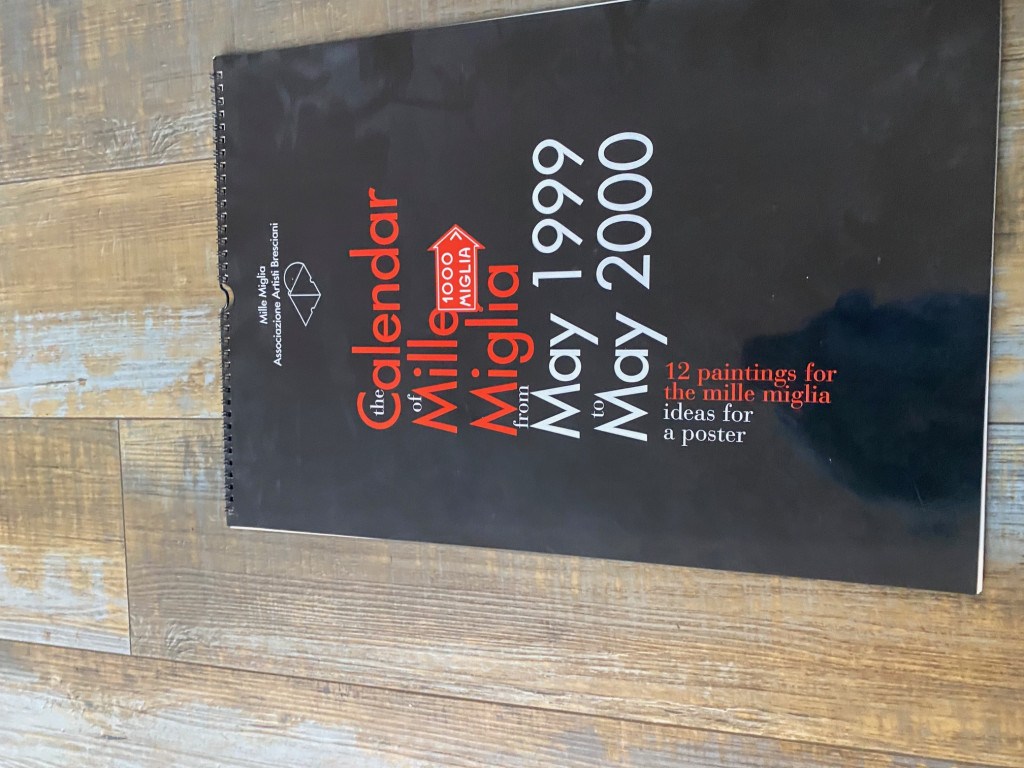 Mille Miglia
Associazione Artisti Bresciani
the Calendar
of Mille
1000
MIGLIA
Miglia
from May 1999
to May 2000
12 paintings for
the mille miglia
ideas for
a poster